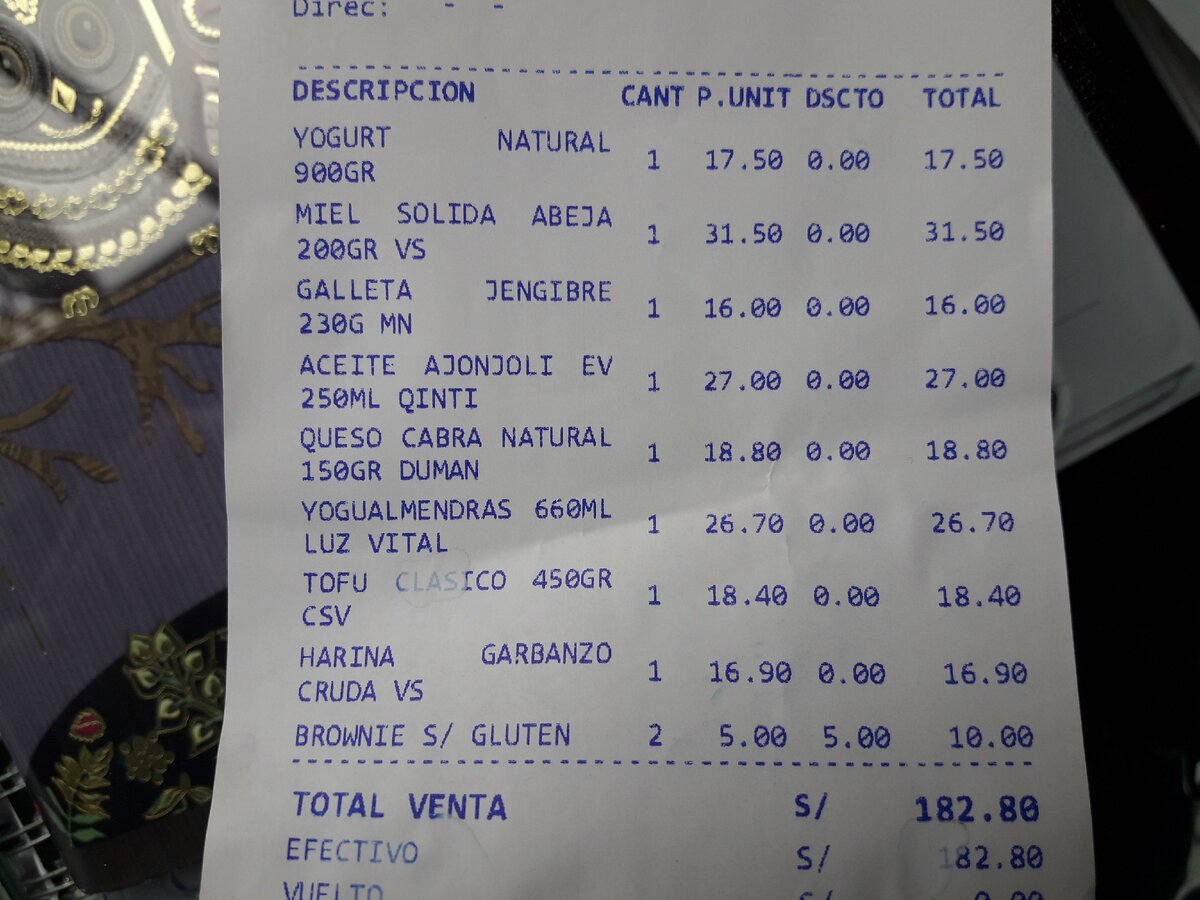 Direc: - -
DESCRIPCION CANT P.UNIT DSCTO TOTAL
YOGURT NATURAL
900GR 1 17.50 0.00 17.50
MIEL SOLIDA ABEJA
200GR VS 1 31.50 0.00 31.50
GALLETA JENGIBRE
230G MN 1 16.00 0.00 16.00
ACEITE AJONJOLI EV
250ML QINTI 1 27.00 0.00 27.00
QUESO CABRA NATURAL
150GR DUMAN 1 18.80 0.00 18.80
YOGUALMENDRAS 660ML
LUZ VITAL 1 26.70 0.00 26.70
TOFU CLASICO 450GR
CSV 1 18.40 0.00 18.40
HARINA GARBANZO
CRUDA VS 1 16.90 0.00 16.90
BROWNIE S/ GLUTEN 2 5.00 5.00 10.00
TOTAL VENTA S/ 182.80
EFECTIVO S/ 182.80
VUELTO S/ 0.00